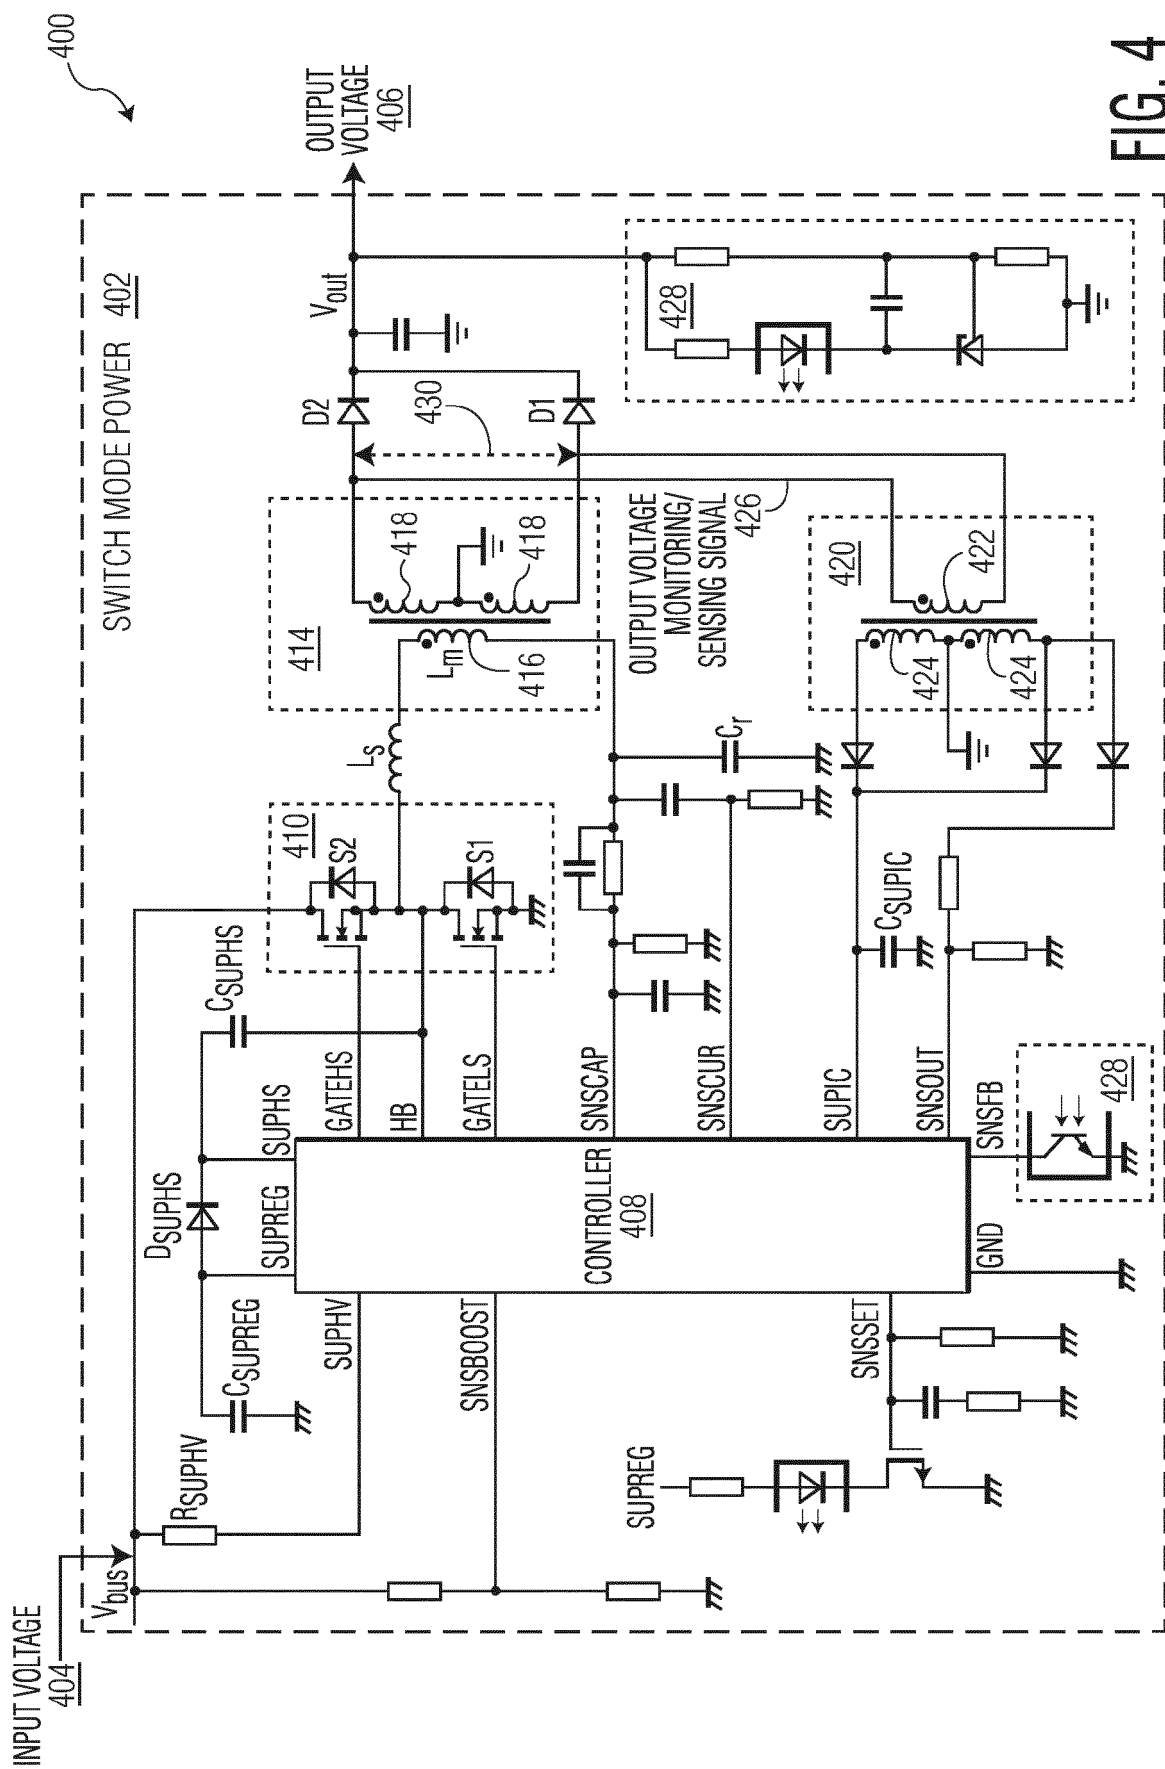 400
OUTPUT
VOLTAGE
406
FIG. 4
SWITCH MODE POWER 402
Vout
D2
430
D1
428
414
418
418
Lm
416
OUTPUT VOLTAGE
MONITORING/
SENSING SIGNAL
426
420
422
424
424
Ls
Cr
410
S2
S1
CSUPHS
CSUPIC
DSUPHS
SUPHS
SUPREG
GATEHS
HB
GATELS
SNSCAP
SNSCUR
SUPIC
SNSOUT
SNSFB
428
CONTROLLER
408
GND
CSUPREG
SUPHV
SNSBOOST
SNSSET
RSUPHV
SUPREG
Vbus
INPUT VOLTAGE
404